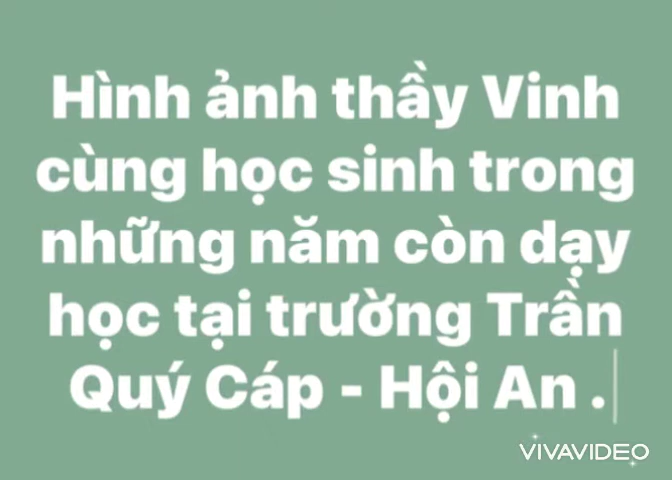 Hình ảnh thầy Vinh
cùng học sinh trong
những năm còn dạy
học tại trường Trần
Quý Cáp - Hội An .
VIVAVIDEO